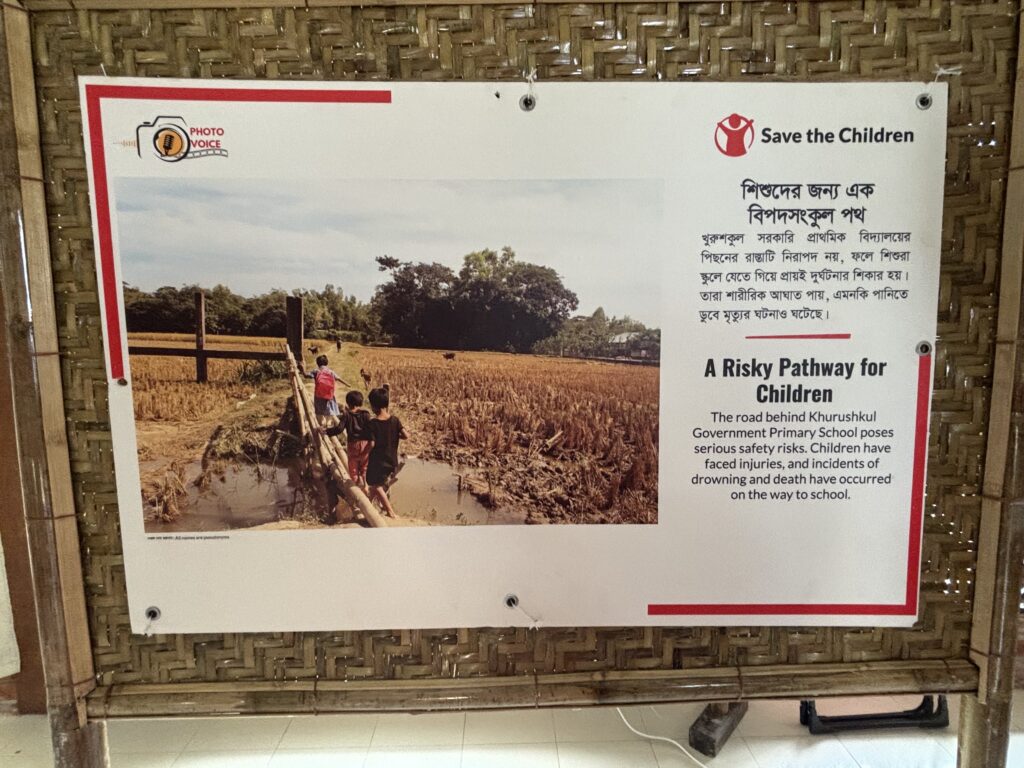 PHOTO
VOICE
Save the Children
শিশুদের জন্য এক
বিপদসংকুল পথ
খুরুশকুল সরকারি প্রাথমিক বিদ্যালয়ের
পিছনের রাস্তাটি নিরাপদ নয়, ফলে শিশুরা
স্কুলে যেতে গিয়ে প্রায়ই দুর্ঘটনার শিকার হয়।
তারা শারীরিক আঘাত পায়, এমনকি পানিতে
ডুবে মৃত্যুর ঘটনাও ঘটেছে।
A Risky Pathway for
Children
The road behind Khurushkul
Government Primary School poses
serious safety risks. Children have
faced injuries, and incidents of
drowning and death have occurred
on the way to school.